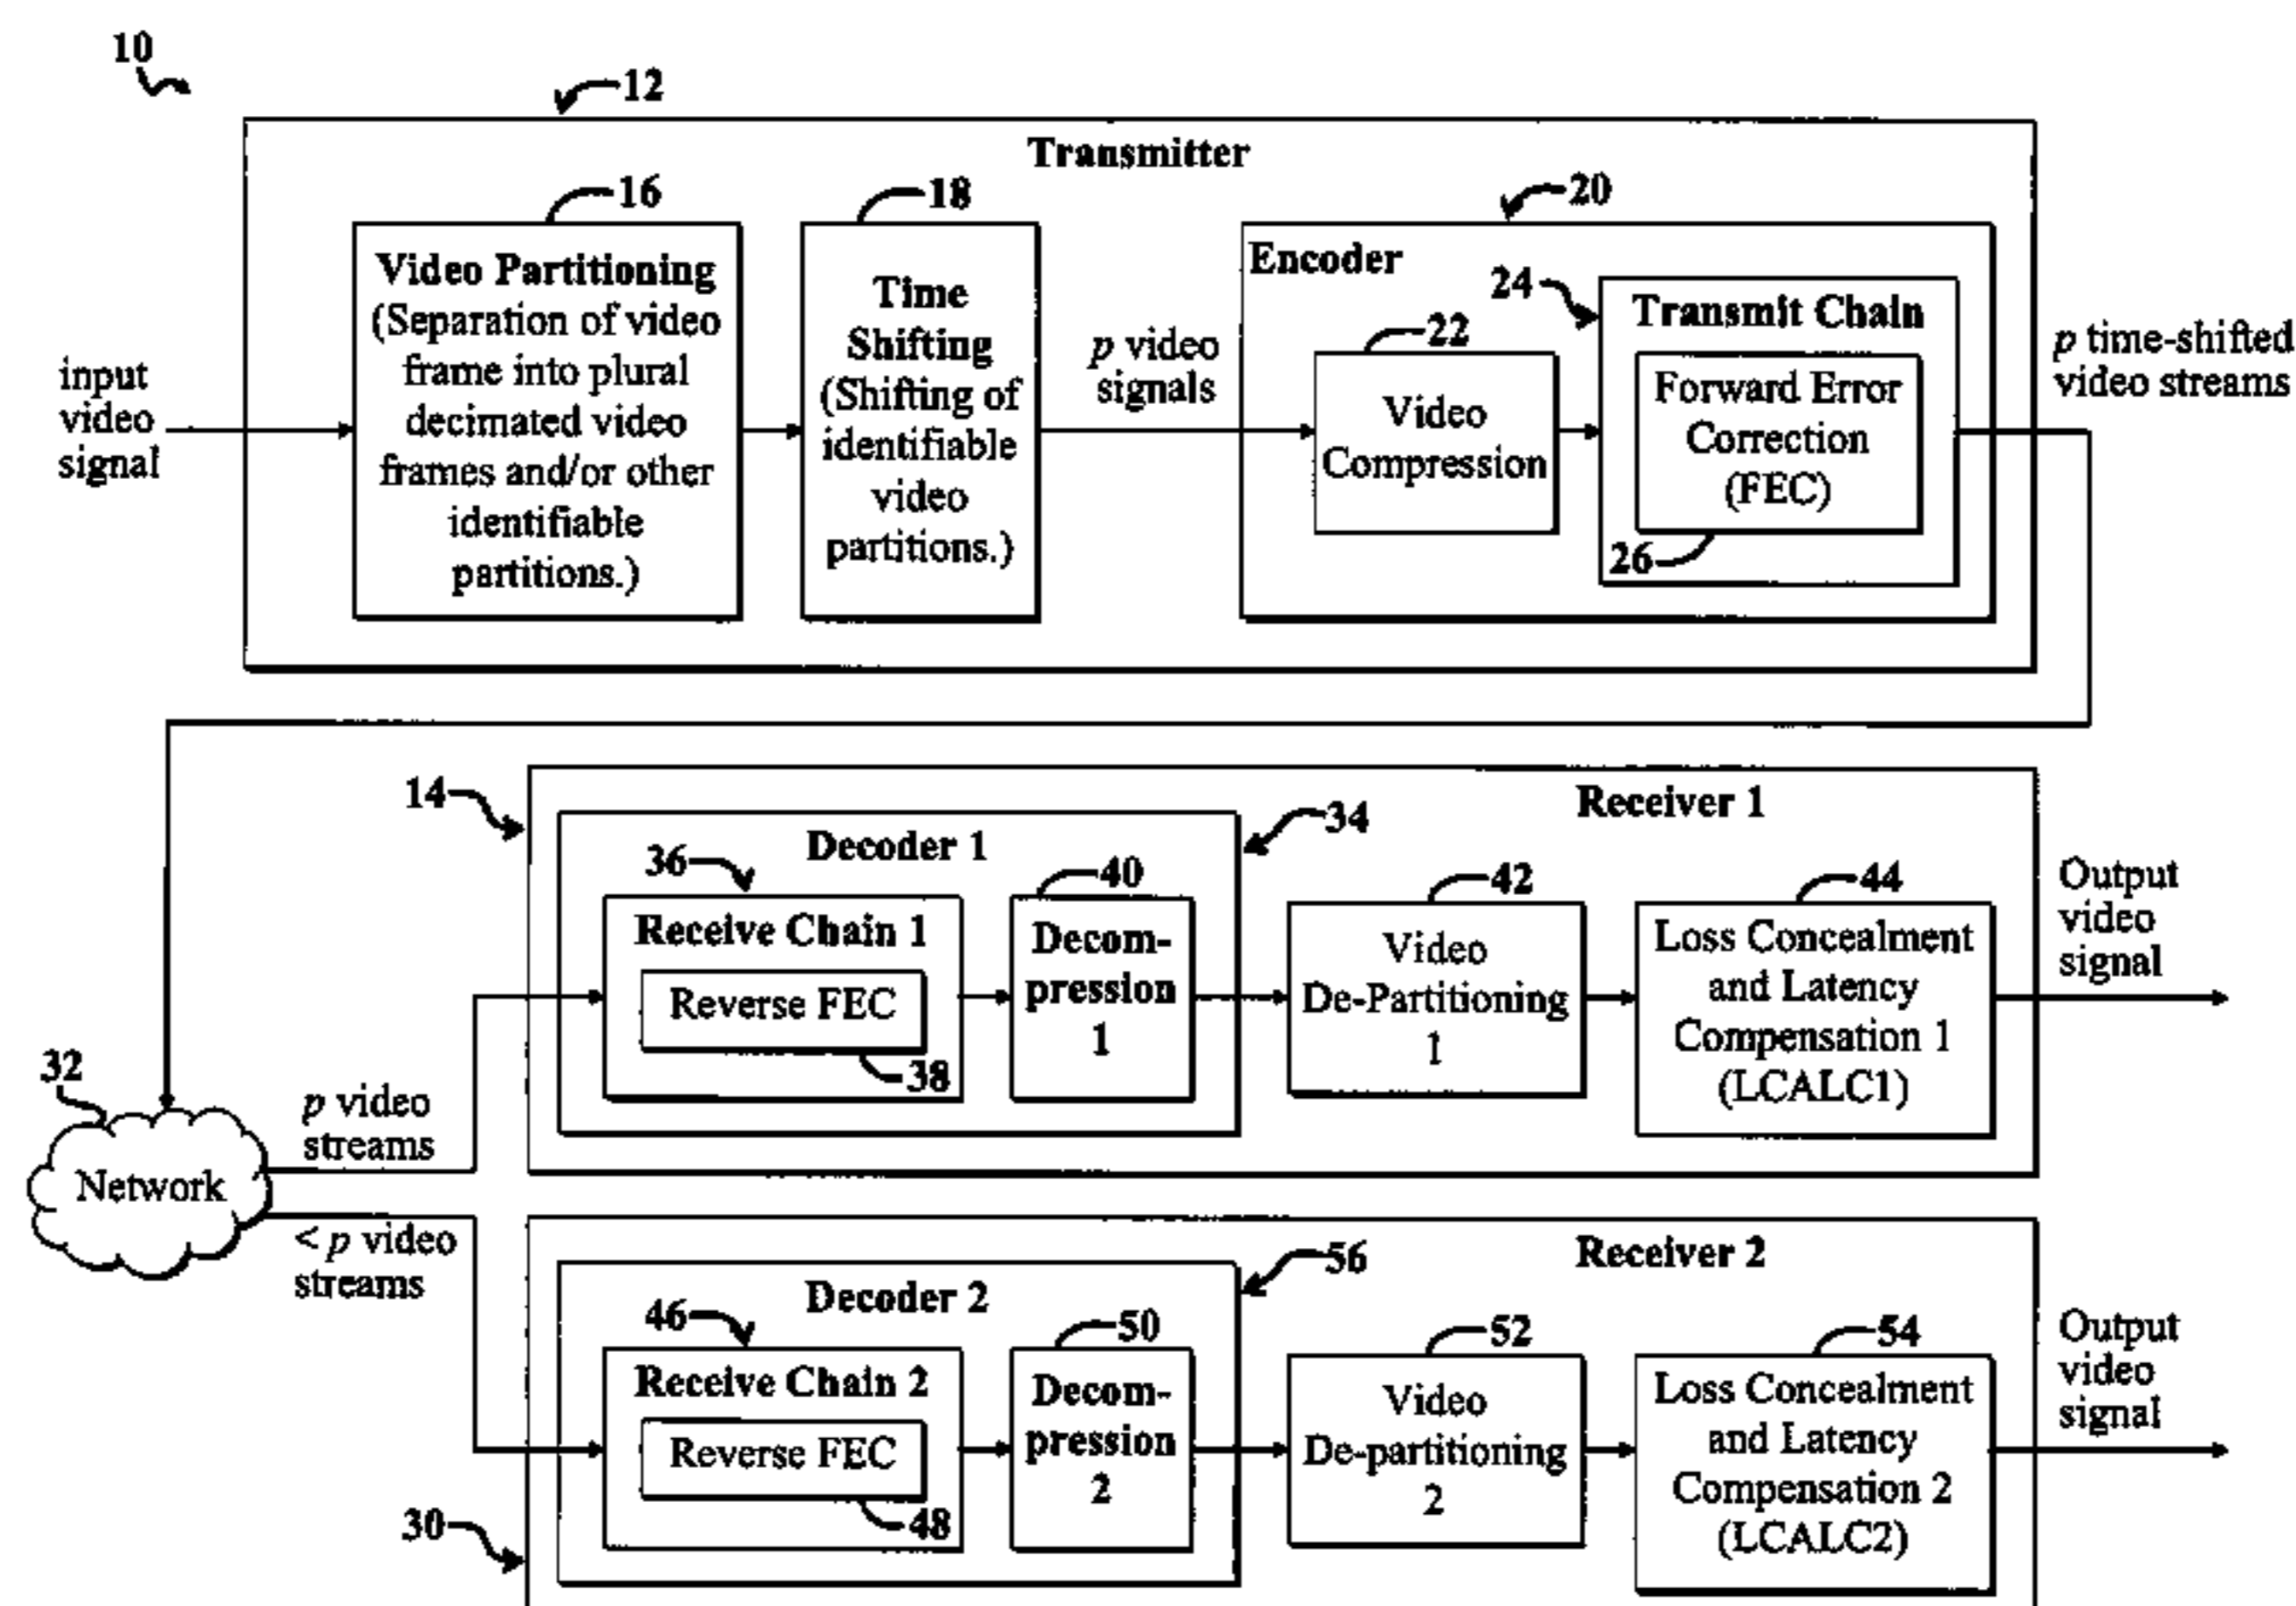 10
12
Transmitter
16
Video Partitioning
(Separation of video
frame into plural
decimated video
frames and/or other
identifiable
partitions.)
18
Time
Shifting
(Shifting of
identifiable
video
partitions.)
20
Encoder
22
Video
Compression
24
Transmit Chain
Forward Error
Correction
(FEC)
26
input
video
signal
p video
signals
p time-shifted
video streams
14
Receiver 1
34
Decoder 1
36
Receive Chain 1
Reverse FEC
38
40
Decom-
pression
1
42
Video
De-Partitioning
1
44
Loss Concealment
and Latency
Compensation 1
(LCALC1)
Output
video
signal
32
Network
p video
streams
< p video
streams
Receiver 2
56
Decoder 2
46
Receive Chain 2
Reverse FEC
48
50
Decom-
pression
2
52
Video
De-partitioning
2
54
Loss Concealment
and Latency
Compensation 2
(LCALC2)
Output
video
signal
30